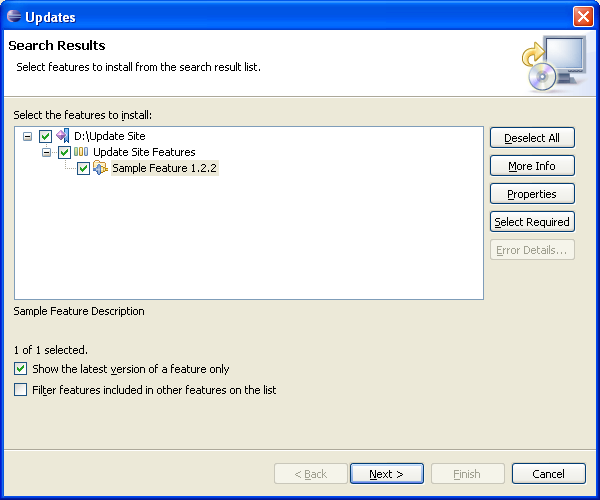 Updates
Search Results
Select features to install from the search result list.
Select the features to install:
D:\Update Site
Update Site Features
Sample Feature 1.2.2
Deselect All
More Info
Properties
Select Required
Error Details...
Sample Feature Description
1 of 1 selected.
Show the latest version of a feature only
Filter features included in other features on the list
< Back
Next >
Finish
Cancel